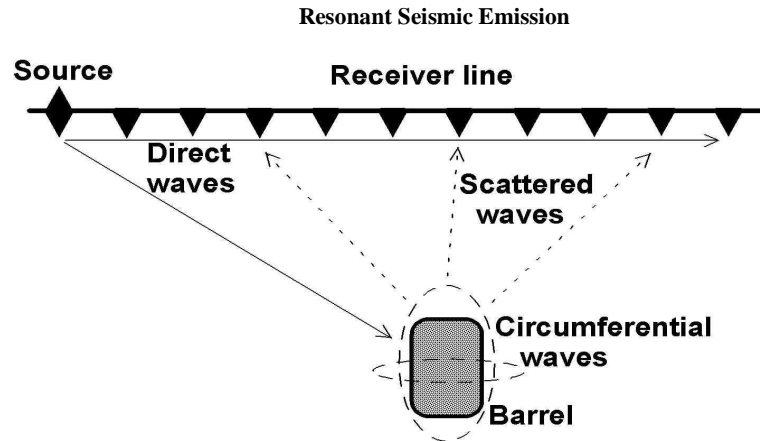 Resonant Seismic Emission
Source
Receiver line
Direct
waves
Scattered
waves
Circumferential
waves
Barrel